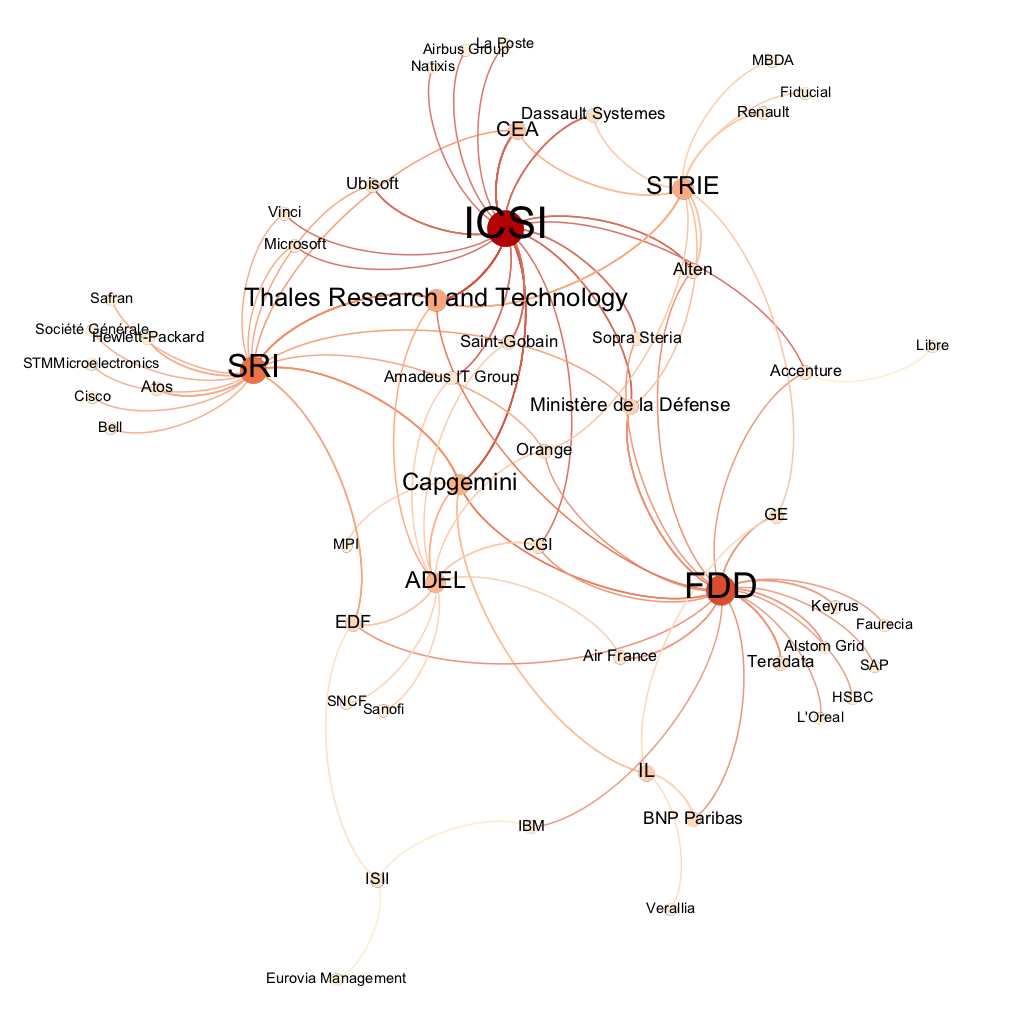 La Poste
Airbus Group
Natixis
MBDA
Fiducial
Renault
Dassault Systemes
CEA
Ubisoft
STRIE
Vinci
ICSI
Microsoft
Alten
Safran
Thales Research and Technology
Société Générale
Hewlett-Packard
Saint-Gobain
Sopra Steria
Libre
STMMicroelectronics
SRI
Amadeus IT Group
Accenture
Atos
Cisco
Ministère de la Défense
Bell
Orange
Capgemini
GE
MPI
CGI
ADEL
FDD
Keyrus
EDF
Faurecia
Alstom Grid
Air France
Teradata
SAP
SNCF
Sanofi
HSBC
L'Oreal
IL
IBM
BNP Paribas
ISII
Verallia
Eurovia Management